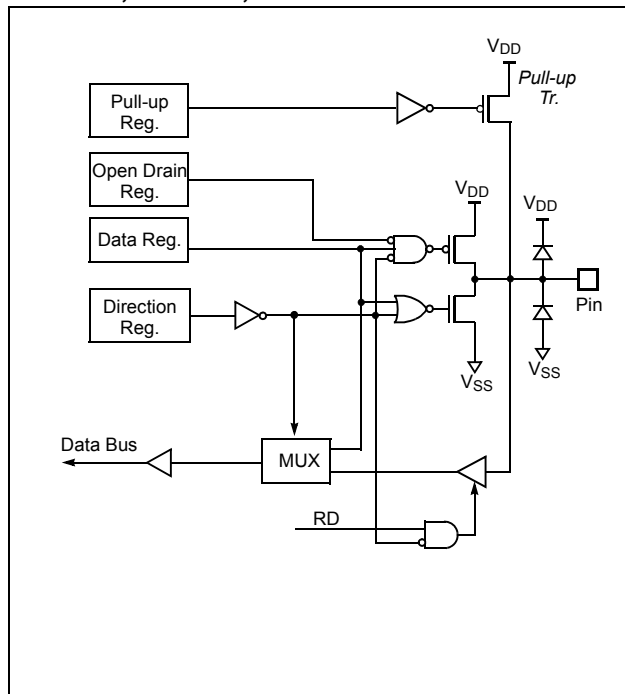 VDD
Pull-up
Tr.
Pull-up
Reg.
Open Drain
Reg.
VDD
VDD
Data Reg.
Direction
Reg.
Pin
VSS
VSS
Data Bus
MUX
RD